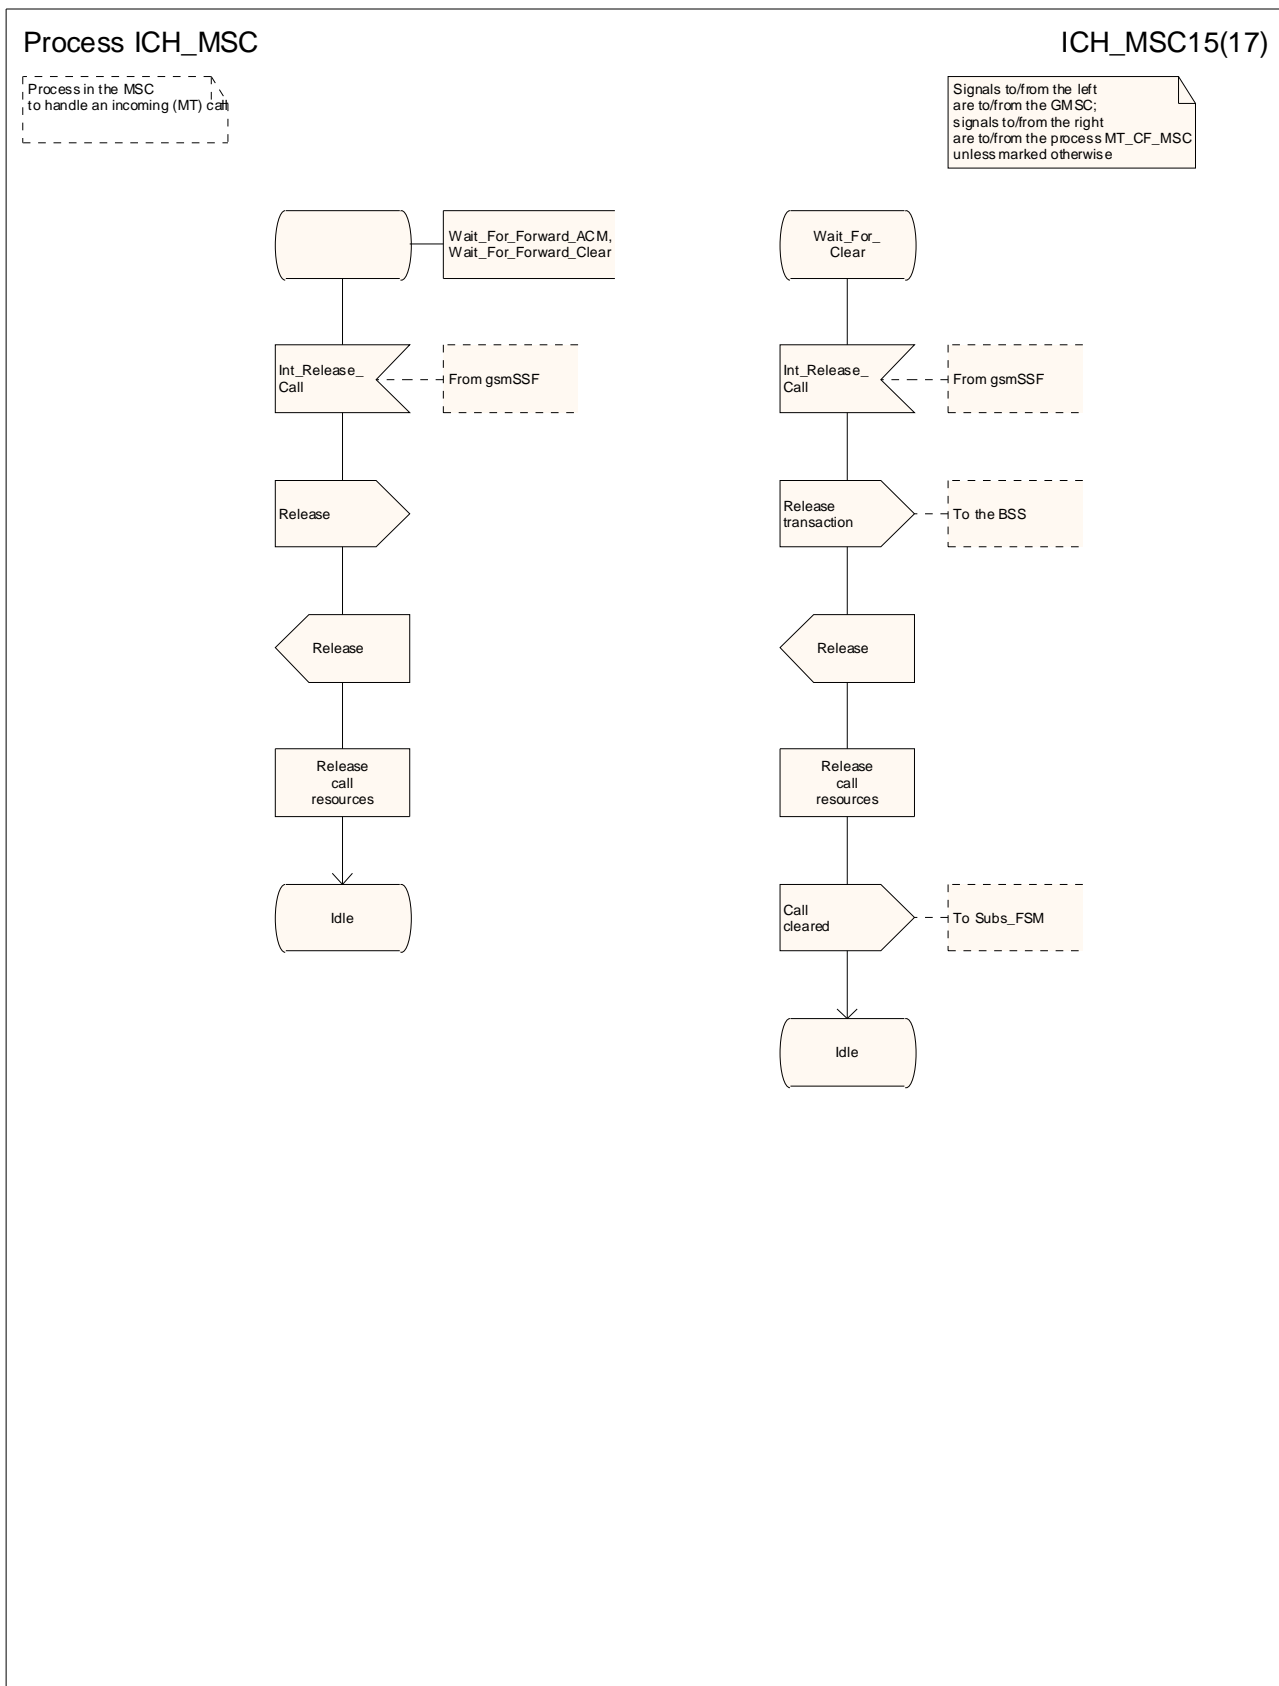 Process ICH_MSC
ICH_MSC15(17)
Process in the MSC
to handle an incoming (MT) call
Signals to/from the left
are to/from the GMSC;
signals to/from the right
are to/from the process MT_CF_MSC
unless marked otherwise
Wait_For_Forward_ACM,
Wait_For_Forward_Clear
Int_Release_
Call
From gsmSSF
Release
Release
Release
call
resources
Idle
Wait_For_
Clear
Int_Release_
Call
From gsmSSF
Release
transaction
To the BSS
Release
Release
call
resources
Call
cleared
To Subs_FSM
Idle